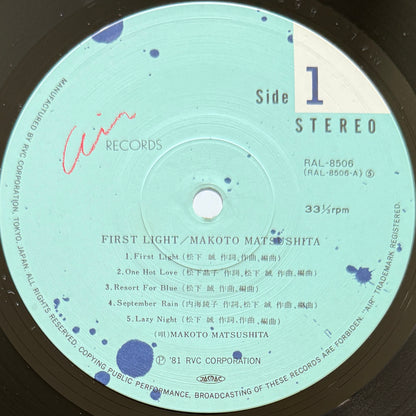 Air RECORDS
Side 1
STEREO
RAL-8506
(RAL-8506-A) Ⓢ
33⅓rpm
FIRST LIGHT/MAKOTO MATSUSHITA
1. First Light (松下 誠 作詞、作曲、編曲)
2. One Hot Love (松下晶子 作詞、松下 誠 作曲、編曲)
3. Resort For Blue (松下 誠 作詞、作曲、編曲)
4. September Rain (内海純子 作詞、松下 誠 作曲、編曲)
5. Lazy Night (松下 誠 作詞、作曲、編曲)
(唄) MAKOTO MATSUSHITA
Ⓟ '81 RVC CORPORATION
JASRAC
MANUFACTURED BY RVC CORPORATION, TOKYO, JAPAN. ALL RIGHTS RESERVED. COPYING PUBLIC PERFORMANCE, BROADCASTING OF THESE RECORDS ARE FORBIDDEN. "AIR" TRADEMARK REGISTERED.